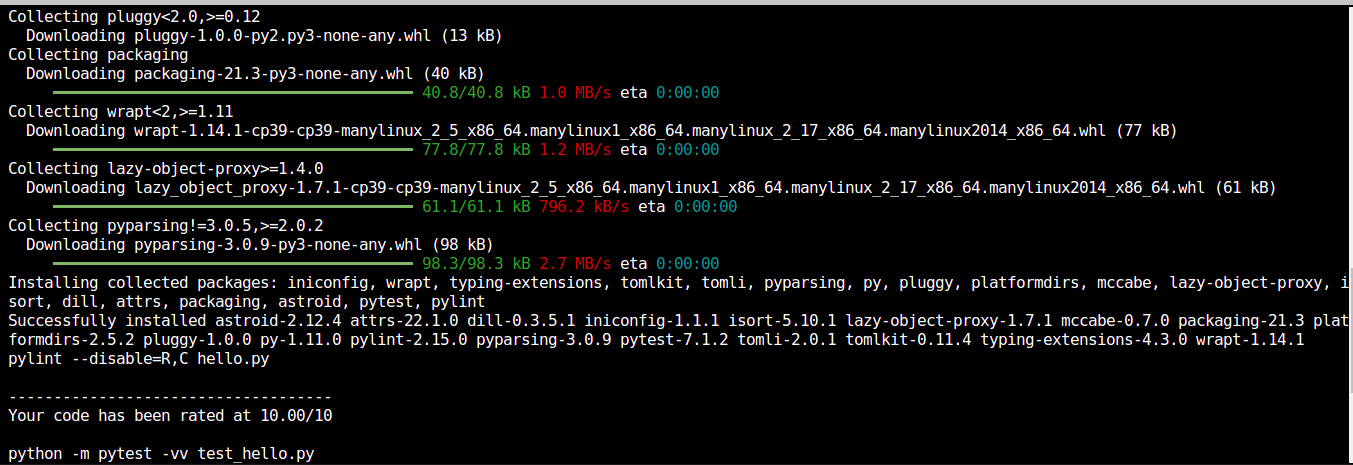 Collecting pluggy<2.0,>=0.12
Downloading pluggy-1.0.0-py2.py3-none-any.whl (13 kB)
Collecting packaging
Downloading packaging-21.3-py3-none-any.whl (40 kB)
40.8/40.8 kB 1.0 MB/s eta 0:00:00
Collecting wrapt<2,>=1.11
Downloading wrapt-1.14.1-cp39-cp39-manylinux_2_5_x86_64.manylinux1_x86_64.manylinux_2_17_x86_64.manylinux2014_x86_64.whl (77 kB)
77.8/77.8 kB 1.2 MB/s eta 0:00:00
Collecting lazy-object-proxy>=1.4.0
Downloading lazy_object_proxy-1.7.1-cp39-cp39-manylinux_2_5_x86_64.manylinux1_x86_64.manylinux_2_17_x86_64.manylinux2014_x86_64.whl (61 kB)
61.1/61.1 kB 796.2 kB/s eta 0:00:00
Collecting pyparsing!=3.0.5,>=2.0.2
Downloading pyparsing-3.0.9-py3-none-any.whl (98 kB)
98.3/98.3 kB 2.7 MB/s eta 0:00:00
Installing collected packages: iniconfig, wrapt, typing-extensions, tomlkit, tomli, pyparsing, py, pluggy, platformdirs, mccabe, lazy-object-proxy, i
sort, dill, attrs, packaging, astroid, pytest, pylint
Successfully installed astroid-2.12.4 attrs-22.1.0 dill-0.3.5.1 iniconfig-1.1.1 isort-5.10.1 lazy-object-proxy-1.7.1 mccabe-0.7.0 packaging-21.3 plat
formdirs-2.5.2 pluggy-1.0.0 py-1.11.0 pylint-2.15.0 pyparsing-3.0.9 pytest-7.1.2 tomli-2.0.1 tomlkit-0.11.4 typing-extensions-4.3.0 wrapt-1.14.1
pylint --disable=R,C hello.py
------------------------------------
Your code has been rated at 10.00/10
python -m pytest -vv test_hello.py